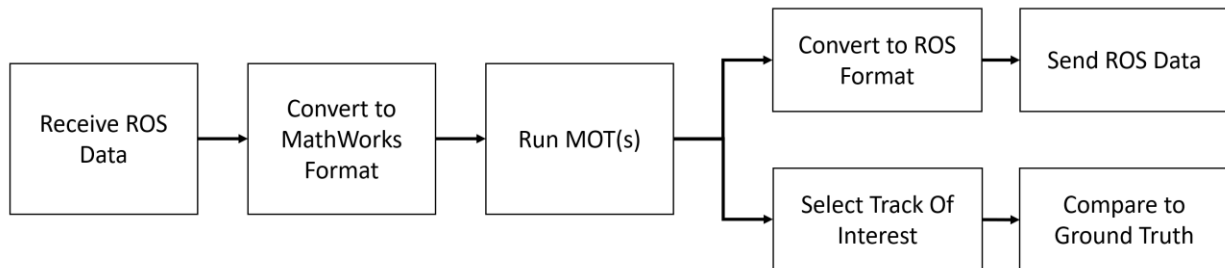 Receive ROS
Data
Convert to
MathWorks
Format
Run MOT(s)
Convert to ROS
Format
Send ROS Data
Select Track Of
Interest
Compare to
Ground Truth